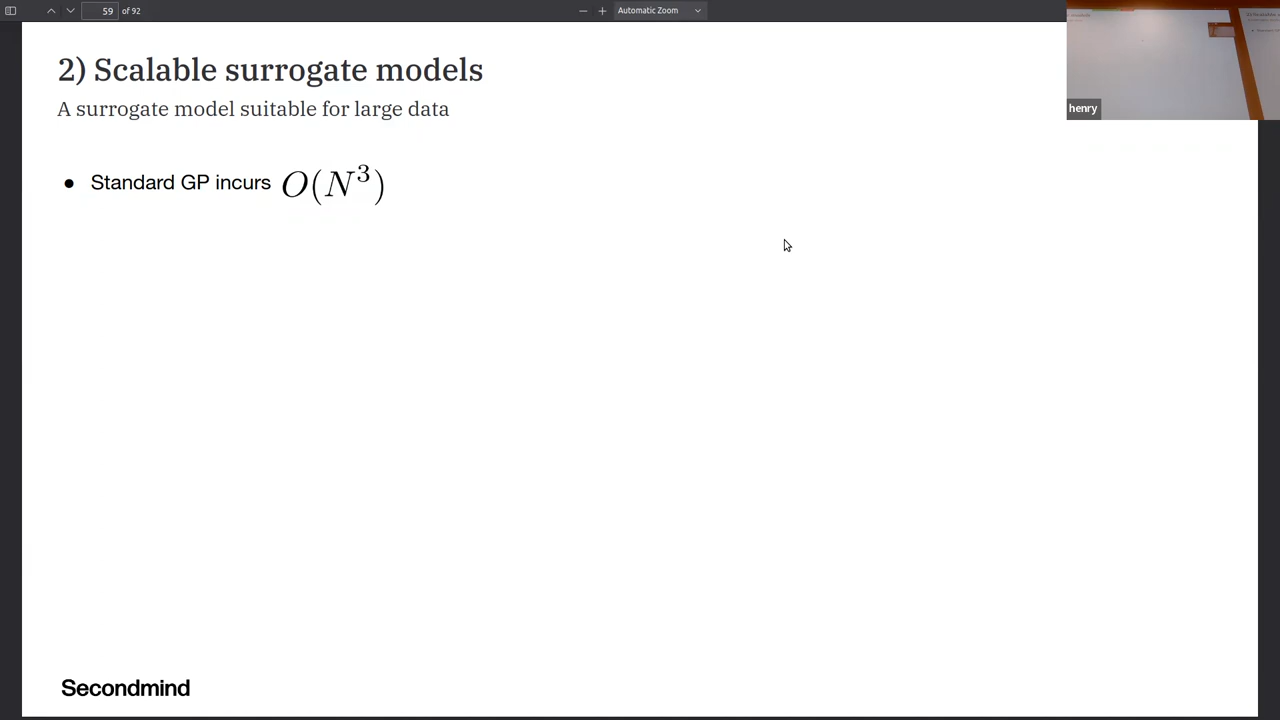 59 of 92
Automatic Zoom
2) Scalable surrogate models
A surrogate model suitable for large data
henry
● Standard GP incurs O(N³)
Secondmind